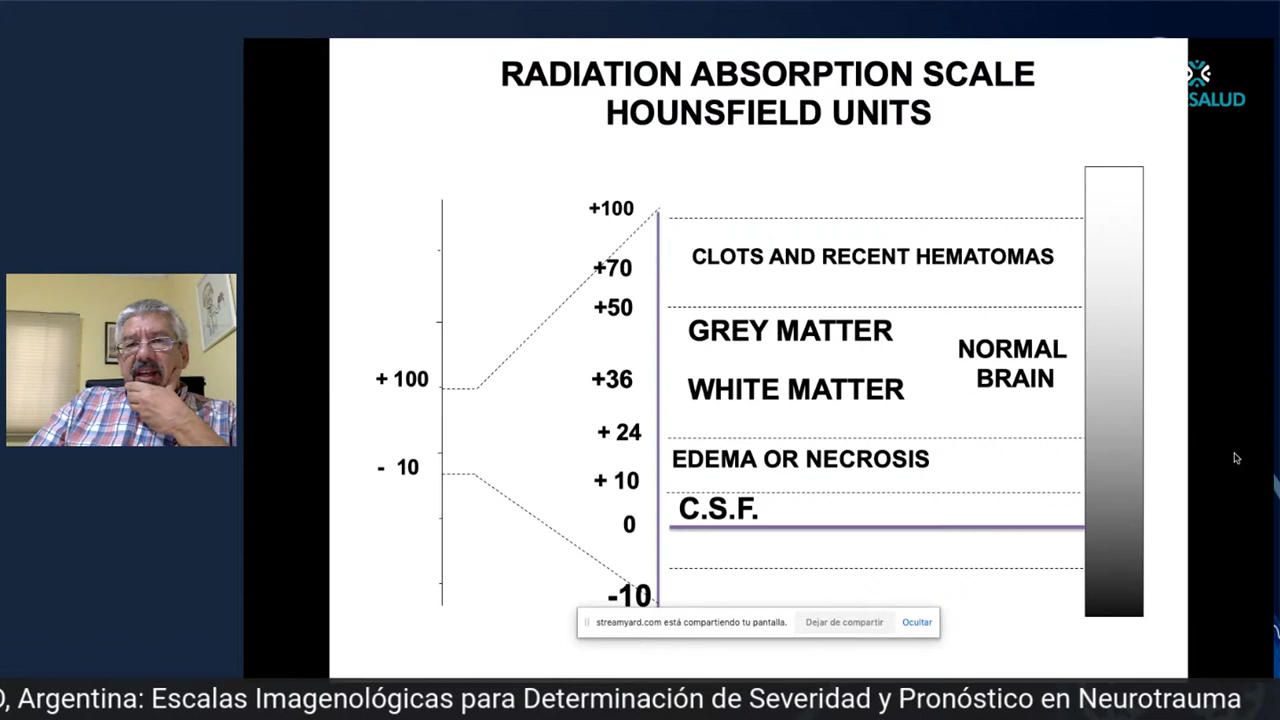 RADIATION ABSORPTION SCALE
HOUNSFIELD UNITS
SALUD
+100
CLOTS AND RECENT HEMATOMAS
+70
+50
GREY MATTER
NORMAL
BRAIN
+ 100
+36
WHITE MATTER
+ 24
EDEMA OR NECROSIS
- 10
+ 10
C.S.F.
0
-10
streamyard.com está compartiendo tu pantalla.
Dejar de compartir
Ocultar
, Argentina: Escalas Imagenológicas para Determinación de Severidad y Pronóstico en Neurotrauma